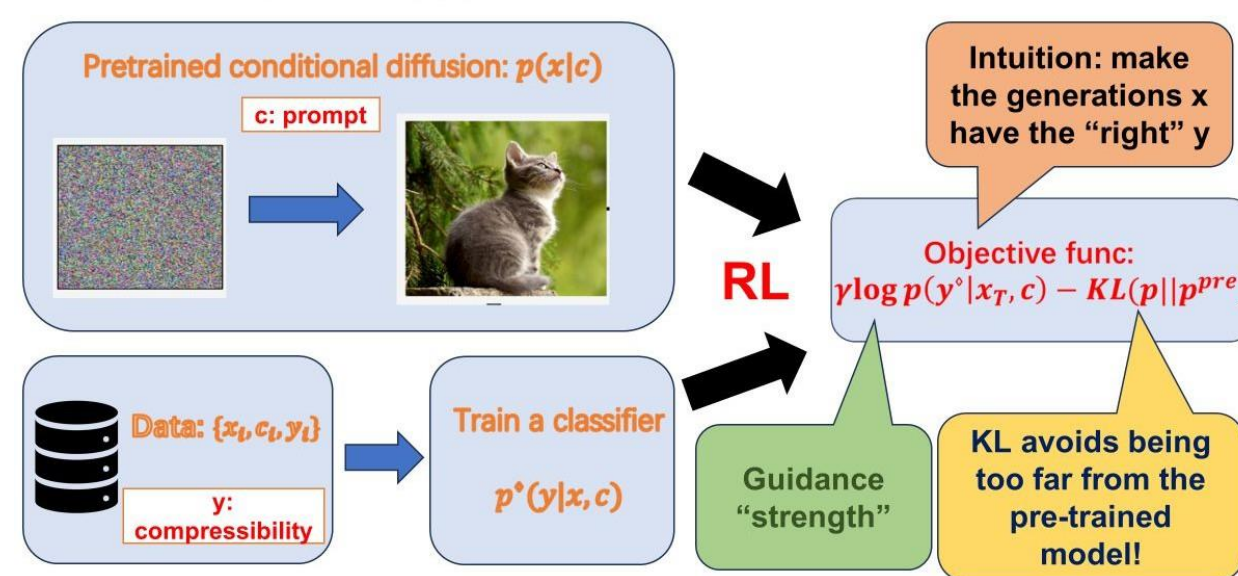 Pretrained conditional diffusion: p(x|c)
c: prompt
Data: {x_i, c_i, y_i}
y:
compressibility
Train a classifier
p^⋄(y|x, c)
RL
Intuition: make
the generations x
have the “right” y
Objective func:
γlog p(y^⋄|x_T, c) − KL(p||p^pre
Guidance
“strength”
KL avoids being
too far from the
pre-trained
model!